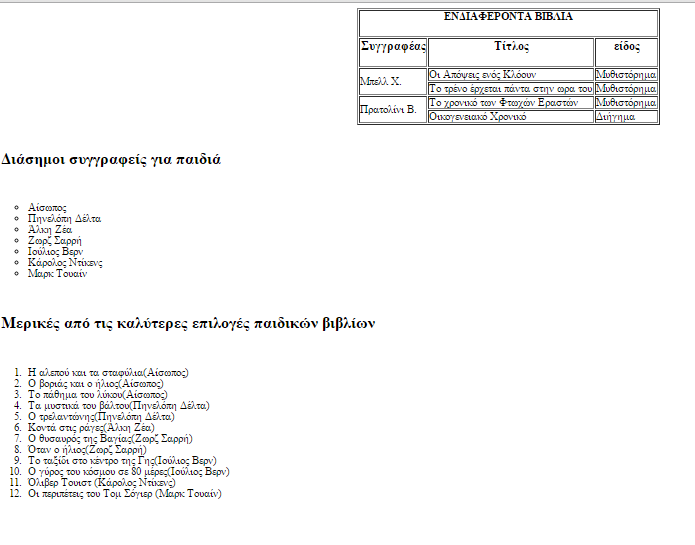 ΕΝΔΙΑΦΕΡΟΝΤΑ ΒΙΒΛΙΑ
Συγγραφέας Τίτλος είδος
Μπελλ Χ. Οι Απόψεις ενός Κλόουν Μυθιστόρημα
Το τρένο έρχεται πάντα στην ωρα του Μυθιστόρημα
Πρατολίνι Β. Το χρονικό των Φτωχών Εραστών Μυθιστόρημα
Οικογενειακό Χρονικό Διήγημα
Διάσημοι συγγραφείς για παιδιά
Αίσωπος
Πηνελόπη Δέλτα
Άλκη Ζέα
Ζωρζ Σαρρή
Ιούλιος Βερν
Κάρολος Ντίκενς
Μαρκ Τουαίν
Μερικές από τις καλύτερες επιλογές παιδικών βιβλίων
1. Η αλεπού και τα σταφύλια(Αίσωπος)
2. Ο βοριάς και ο ήλιος(Αίσωπος)
3. Το πάθημα του λύκου(Αίσωπος)
4. Τα μυστικά του βάλτου(Πηνελόπη Δέλτα)
5. Ο τρελαντώνης(Πηνελόπη Δέλτα)
6. Κοντά στις ράγες(Άλκη Ζέα)
7. Ο θυσαυρός της Βαγίας(Ζωρζ Σαρρή)
8. Όταν ο ήλιος(Ζωρζ Σαρρή)
9. Το ταξίδι στο κέντρο της Γης(Ιούλιος Βερν)
10. Ο γύρος του κόσμου σε 80 μέρες(Ιούλιος Βερν)
11. Όλιβερ Τουιστ (Κάρολος Ντίκενς)
12. Οι περιπέτεις του Τομ Σόγιερ (Μαρκ Τουαίν)